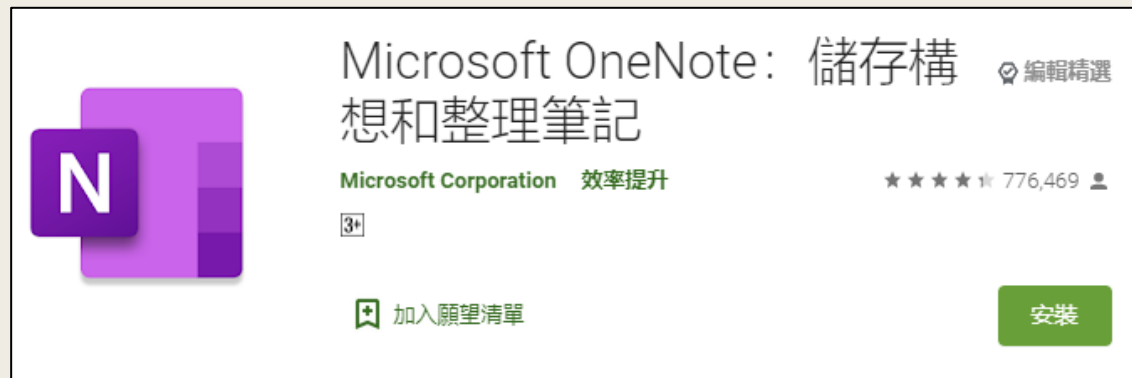 N
Microsoft OneNote：儲存構
想和整理筆記
編輯精選
Microsoft Corporation 效率提升
776,469
3+
加入願望清單
安裝